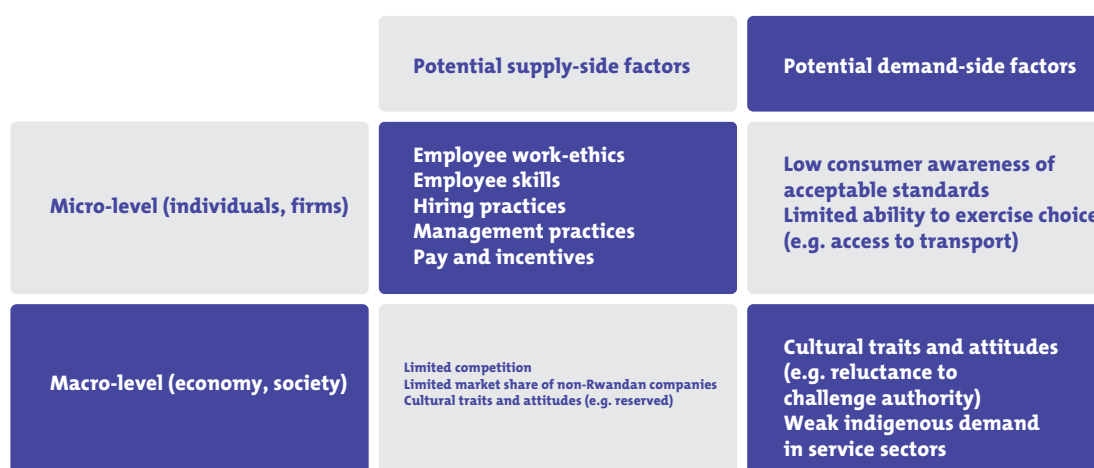 Potential supply-side factors
Potential demand-side factors
Micro-level (individuals, firms)
Employee work-ethics
Employee skills
Hiring practices
Management practices
Pay and incentives
Low consumer awareness of
acceptable standards
Limited ability to exercise choice
(e.g. access to transport)
Macro-level (economy, society)
Limited competition
Limited market share of non-Rwandan companies
Cultural traits and attitudes (e.g. reserved)
Cultural traits and attitudes
(e.g. reluctance to
challenge authority)
Weak indigenous demand
in service sectors